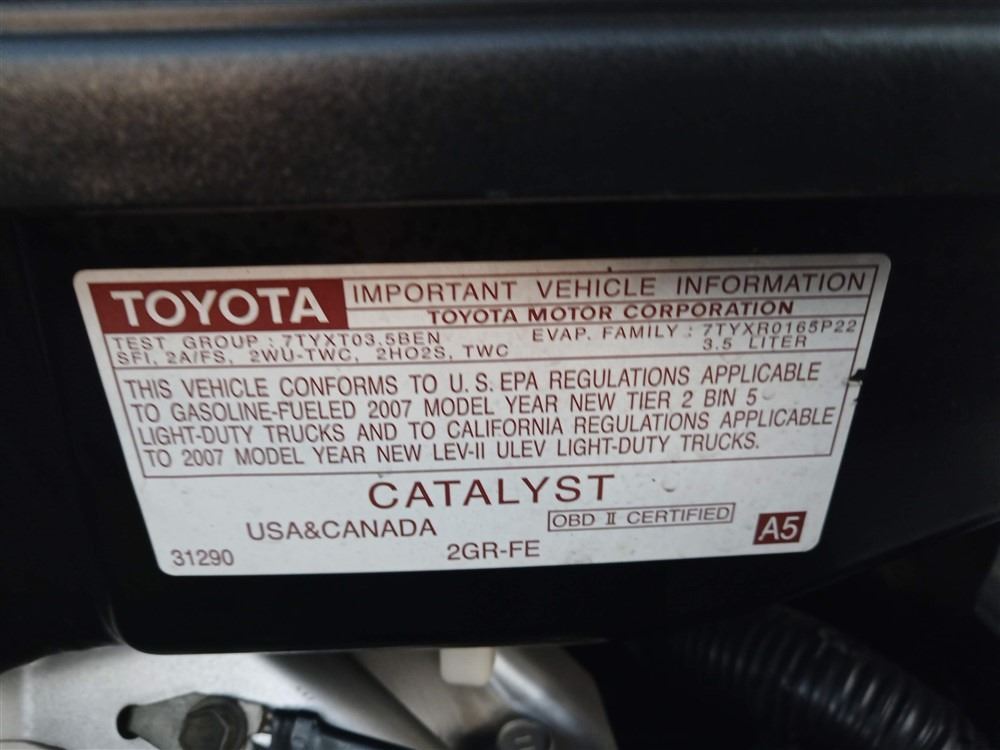 TOYOTA
IMPORTANT VEHICLE INFORMATION
TOYOTA MOTOR CORPORATION
TEST GROUP : 7TYXT03.5BEN EVAP. FAMILY : 7TYXR0165P22
SFI, 2A/FS, 2WU-TWC, 2HO2S, TWC 3.5 LITER
THIS VEHICLE CONFORMS TO U.S. EPA REGULATIONS APPLICABLE
TO GASOLINE-FUELED 2007 MODEL YEAR NEW TIER 2 BIN 5
LIGHT-DUTY TRUCKS AND TO CALIFORNIA REGULATIONS APPLICABLE
TO 2007 MODEL YEAR NEW LEV-II ULEV LIGHT-DUTY TRUCKS.
CATALYST
USA&CANADA OBD II CERTIFIED A5
31290 2GR-FE